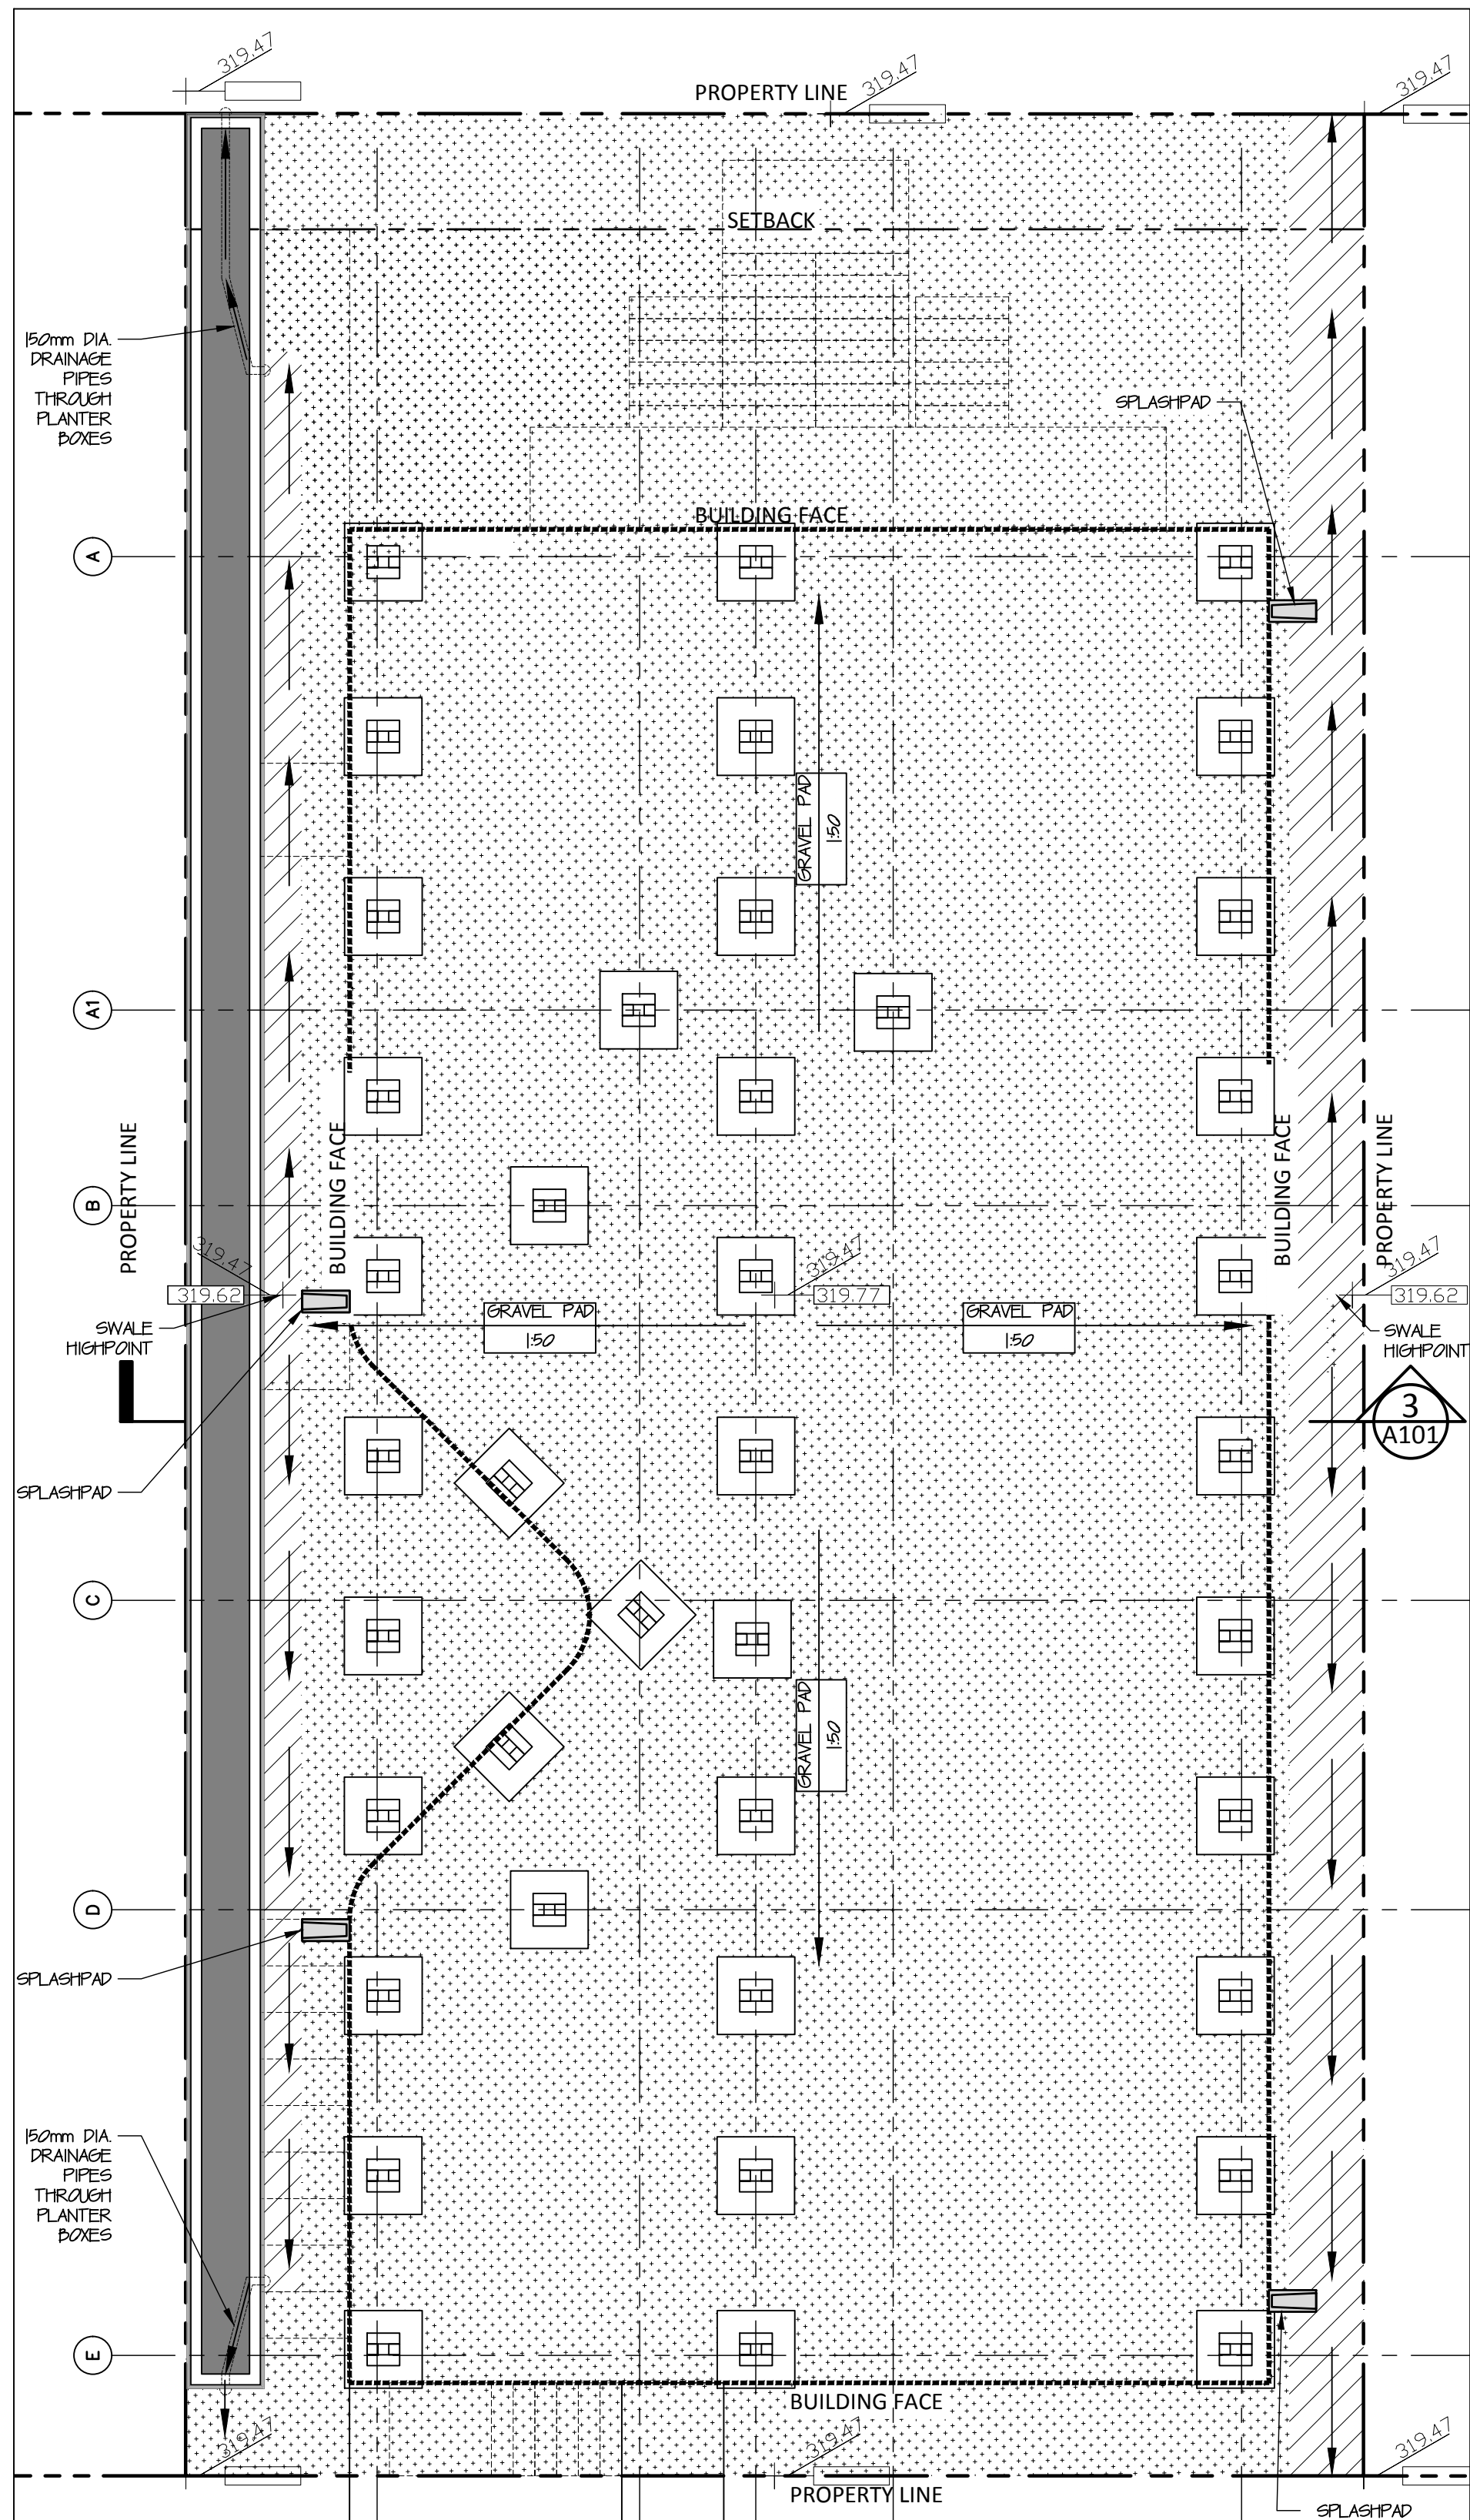 319.47
319.47
319.47
PROPERTY LINE
SETBACK
150mm DIA.
DRAINAGE
PIPES
THROUGH
PLANTER
BOXES
SPLASHPAD
BUILDING FACE
A
GRAVEL PAD
1:50
A1
PROPERTY LINE
BUILDING FACE
BUILDING FACE
PROPERTY LINE
B
319.47
319.62
319.47
319.77
319.47
319.62
SWALE
HIGHPOINT
GRAVEL PAD
1:50
GRAVEL PAD
1:50
SWALE
HIGHPOINT
3
A101
SPLASHPAD
C
GRAVEL PAD
1:50
D
SPLASHPAD
150mm DIA.
DRAINAGE
PIPES
THROUGH
PLANTER
BOXES
E
BUILDING FACE
319.47
319.47
319.47
PROPERTY LINE
SPLASHPAD